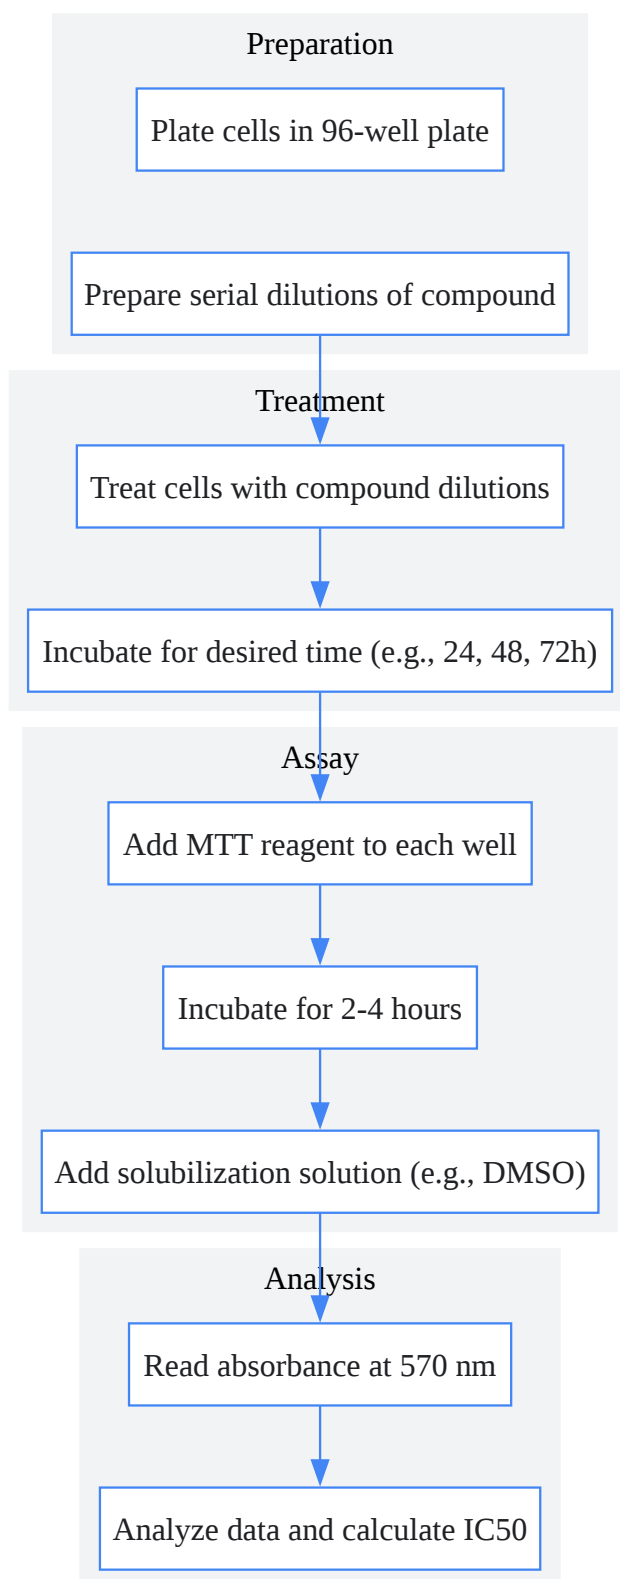 Preparation
Plate cells in 96-well plate
Prepare serial dilutions of compound
Treatment
Treat cells with compound dilutions
Incubate for desired time (e.g., 24, 48, 72h)
Assay
Add MTT reagent to each well
Incubate for 2-4 hours
Add solubilization solution (e.g., DMSO)
Analysis
Read absorbance at 570 nm
Analyze data and calculate IC50